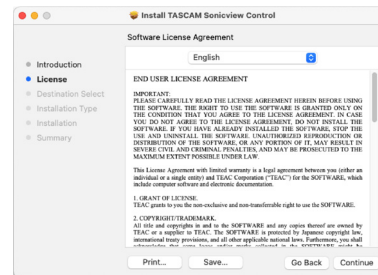 Install TASCAM Sonicview Control
Software License Agreement
English
Introduction
License
Destination Select
Installation Type
Installation
Summary
END USER LICENSE AGREEMENT
IMPORTANT:
PLEASE CAREFULLY READ THE LICENSE AGREEMENT HEREIN BEFORE USING
THE SOFTWARE. THE RIGHT TO USE THE SOFTWARE IS GRANTED ONLY ON
THE CONDITION THAT YOU AGREE TO THE LICENSE AGREEMENT. IN CASE
YOU DO NOT AGREE TO THE LICENSE AGREEMENT, DO NOT INSTALL THE
SOFTWARE. IF YOU HAVE ALREADY INSTALLED THE SOFTWARE, STOP THE
USE AND UNINSTALL THE SOFTWARE. UNAUTHORIZED REPRODUCTION OR
DISTRIBUTION OF THE SOFTWARE, OR ANY PORTION OF IT, MAY RESULT IN
SEVERE CIVIL AND CRIMINAL PENALTIES, AND MAY BE PROSECUTED TO THE
MAXIMUM EXTENT POSSIBLE UNDER LAW.
This License Agreement with limited warranty is a legal agreement between you (either an
individual or a single entity) and TEAC Corporation ("TEAC") for the SOFTWARE, which
include computer software and electronic documentation.
1. GRANT OF LICENSE.
TEAC grants to you the non-exclusive and non-transferrable right to use the SOFTWARE.
2. COPYRIGHT/TRADEMARK.
All title and copyrights in and to the SOFTWARE and any copies thereof are owned by
TEAC or a supplier to TEAC. The SOFTWARE is protected by Japanese copyright law,
international treaty provisions, and all other applicable national laws. Furthermore, you shall
Print...
Save...
Go Back
Continue